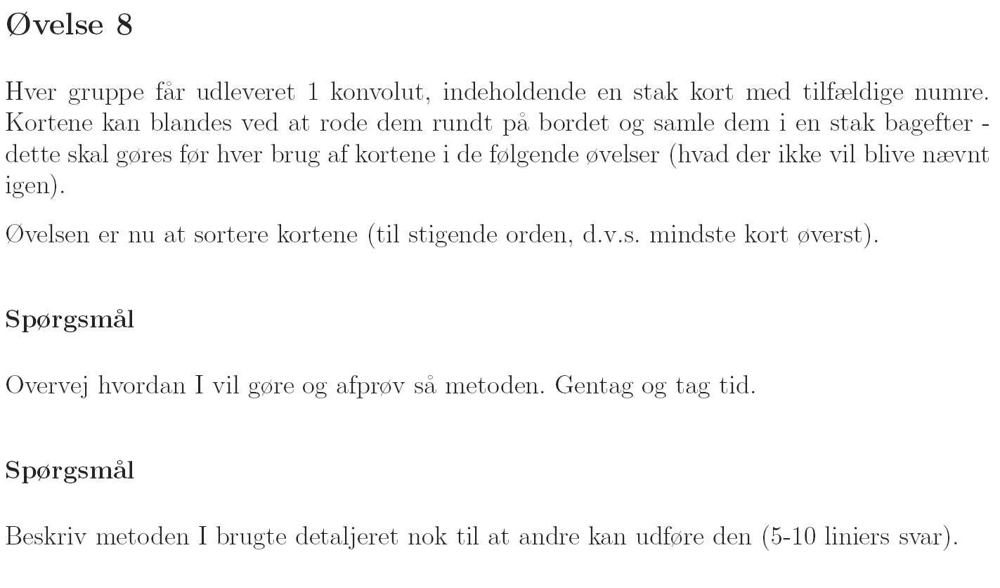 Øvelse 8
Hver gruppe får udleveret 1 konvolut, indeholdende en stak kort med tilfældige numre.
Kortene kan blandes ved at rode dem rundt på bordet og samle dem i en stak bagefter -
dette skal gøres før hver brug af kortene i de følgende øvelser (hvad der ikke vil blive nævnt
igen).
Øvelsen er nu at sortere kortene (til stigende orden, d.v.s. mindste kort øverst).
Spørgsmål
Overvej hvordan I vil gøre og afprøv så metoden. Gentag og tag tid.
Spørgsmål
Beskriv metoden I brugte detaljeret nok til at andre kan udføre den (5-10 liniers svar).